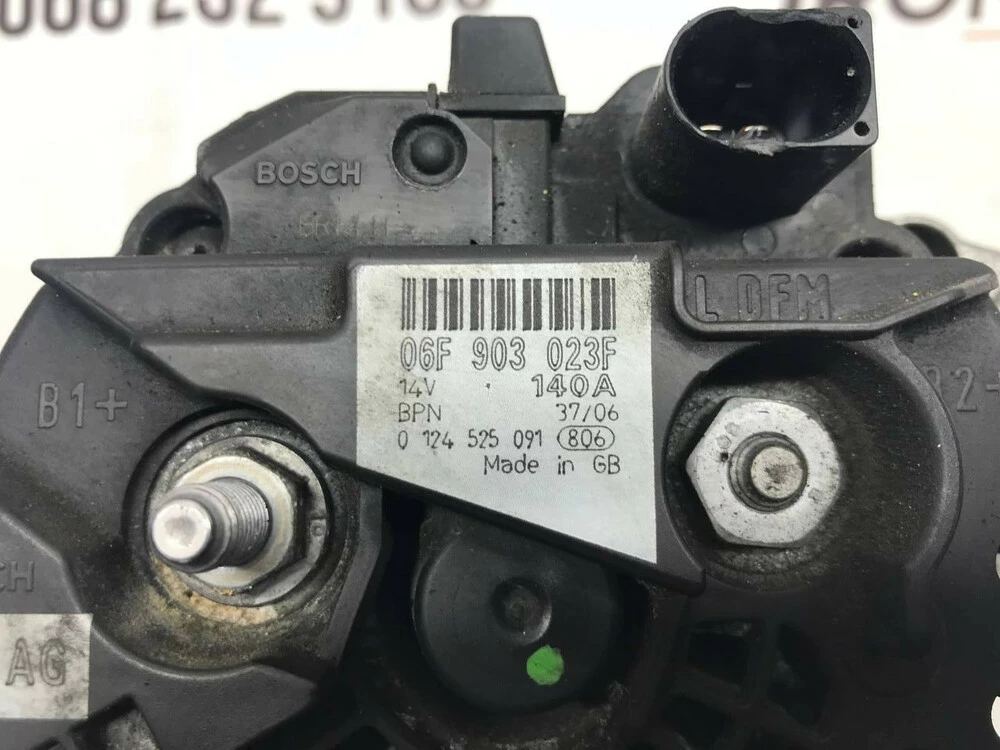 BOSCH
L DFM
06F 903 023F
14V 140A
BPN 37/06
0 124 525 091 806
Made in GB
B1+
B2+
AG